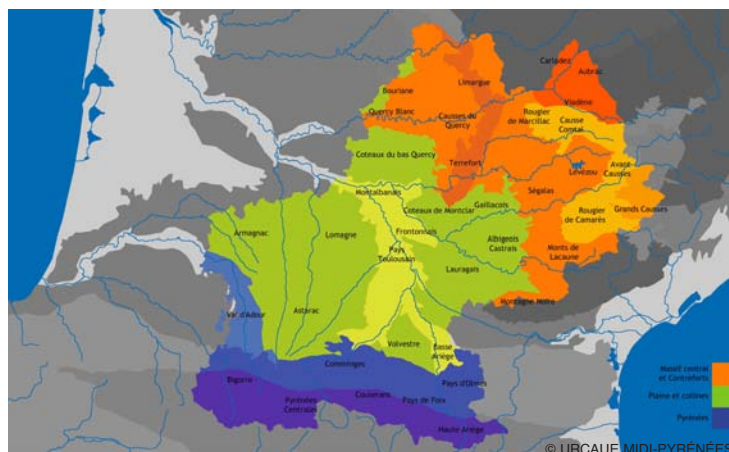 Carladez
Aubrac
Limargue
Bouriane
Viadène
Quercy Blanc
Causses du
Quercy
Rougier
de Marcillac
Causse
Comtal
Coteaux du bas Quercy
Terrefort
Lévezou
Avant-
Causses
Montalbanais
Ségalas
Gaillacois
Coteaux de Monclar
Rougier
de Camarès
Grands Causses
Armagnac
Lomagne
Frontonnais
Albigeois
Castrais
Pays
Toulousain
Monts de
Lacaune
Lauragais
Val d'Adour
Astarac
Montagne Noire
Volvestre
Basse
Ariège
Comminges
Bigorre
Pays d'Olmes
Pyrénées
Centrales
Couserans
Pays de Foix
Haute Ariège
Massif central
et Contreforts
Plaine et collines
Pyrénées
© URCAUE MIDI-PYRÉNÉES